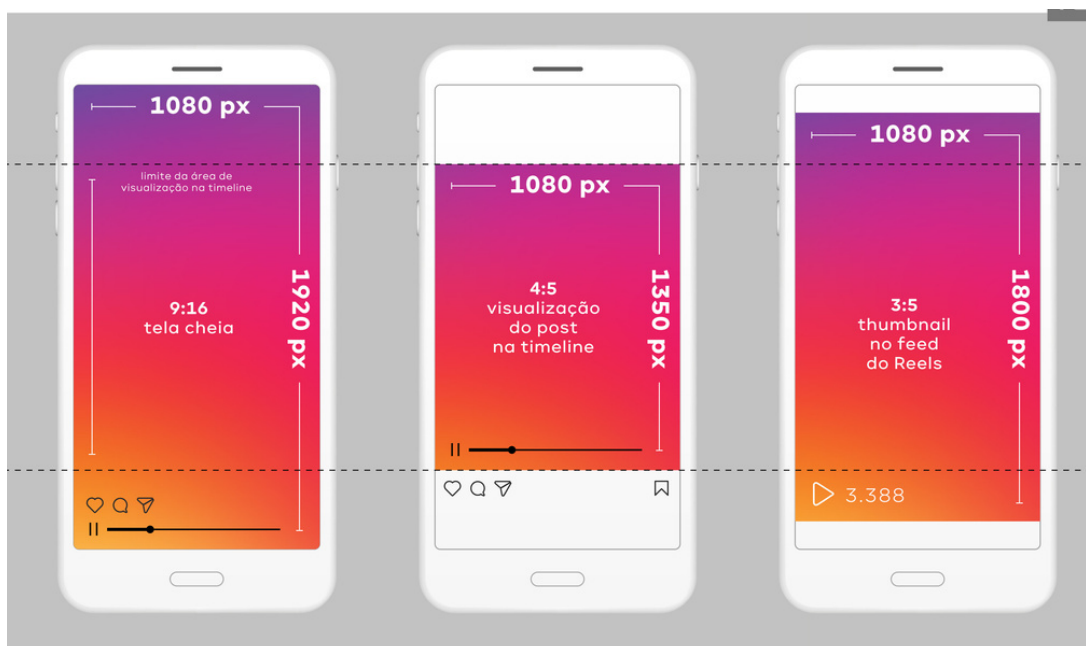 1080 px
limite da área de
visualização na timeline
9:16
tela cheia
1920 px
1080 px
4:5
visualização
do post
na timeline
1350 px
1080 px
3:5
thumbnail
no feed
do Reels
1800 px
3.388